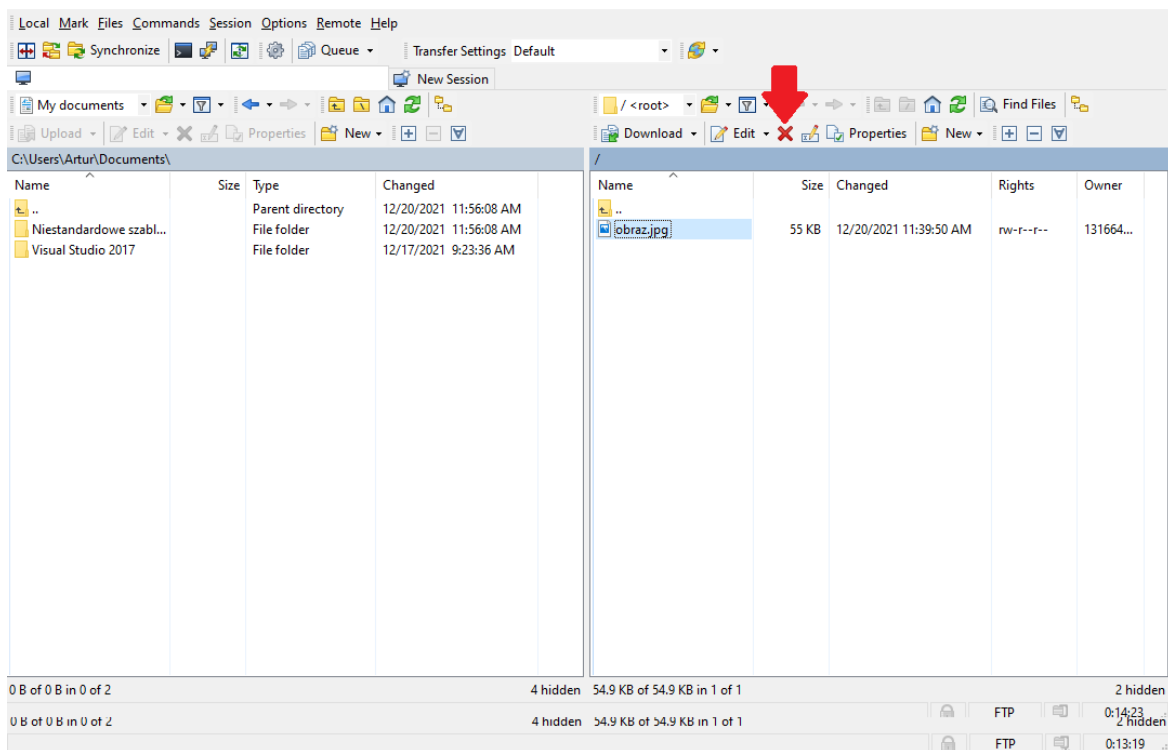 Local Mark Files Commands Session Options Remote Help
Synchronize Queue Transfer Settings Default
New Session
My documents / <root> Find Files
Upload Edit Properties New Download Edit Properties New
C:\Users\Artur\Documents\ /
Name Size Type Changed Name Size Changed Rights Owner
.. Parent directory 12/20/2021 11:56:08 AM ..
Niestandardowe szabl... File folder 12/20/2021 11:56:08 AM obraz.jpg 55 KB 12/20/2021 11:39:50 AM rw-r--r-- 131664...
Visual Studio 2017 File folder 12/17/2021 9:23:36 AM
0 B of 0 B in 0 of 2 4 hidden 54.9 KB of 54.9 KB in 1 of 1 2 hidden
FTP 0:14:23
0 B of 0 B in 0 of 2 4 hidden 54.9 KB of 54.9 KB in 1 of 1 2 hidden
FTP 0:13:19